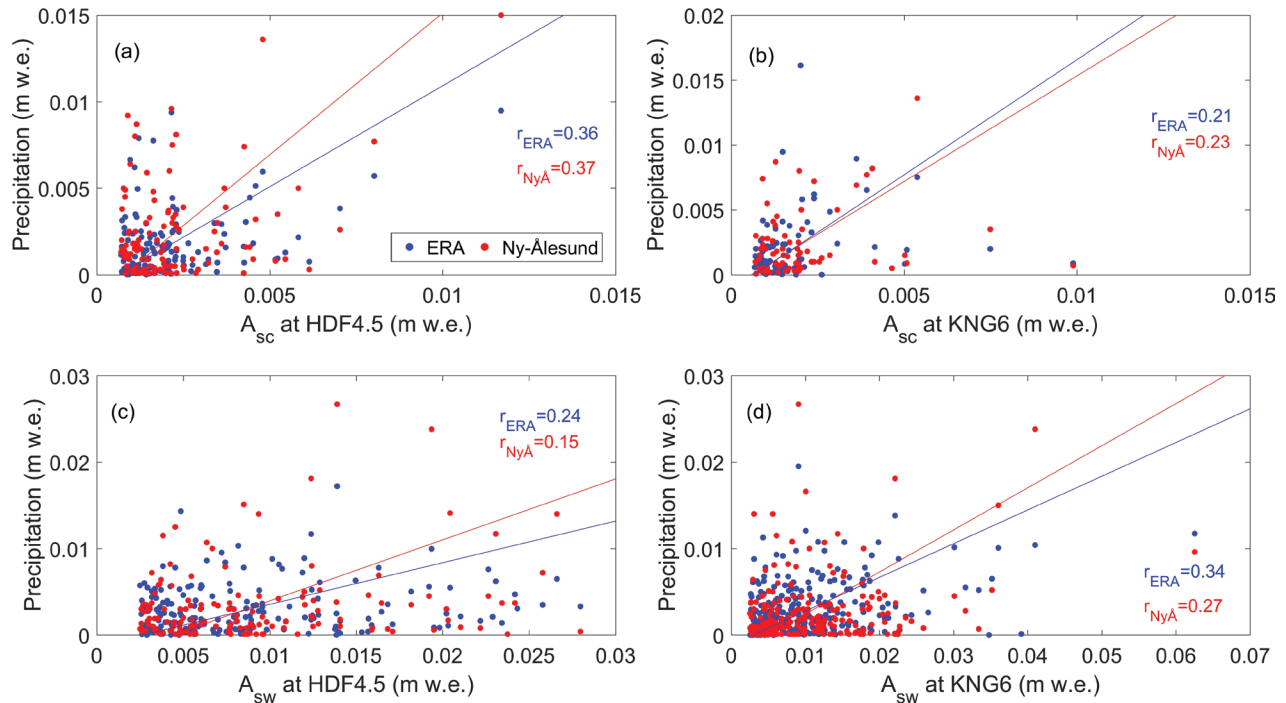 0.015
(a)
0.01
0.005
0
Precipitation (m w.e.)
r_ERA=0.36
r_NyÅ=0.37
ERA
Ny-Ålesund
0 0.005 0.01 0.015
A_sc at HDF4.5 (m w.e.)
0.02
(b)
0.015
0.01
0.005
0
Precipitation (m w.e.)
r_ERA=0.21
r_NyÅ=0.23
0 0.005 0.01 0.015
A_sc at KNG6 (m w.e.)
0.03
(c)
0.02
0.01
0
Precipitation (m w.e.)
r_ERA=0.24
r_NyÅ=0.15
0 0.005 0.01 0.015 0.02 0.025 0.03
A_sw at HDF4.5 (m w.e.)
0.03
(d)
0.02
0.01
0
Precipitation (m w.e.)
r_ERA=0.34
r_NyÅ=0.27
0 0.01 0.02 0.03 0.04 0.05 0.06 0.07
A_sw at KNG6 (m w.e.)